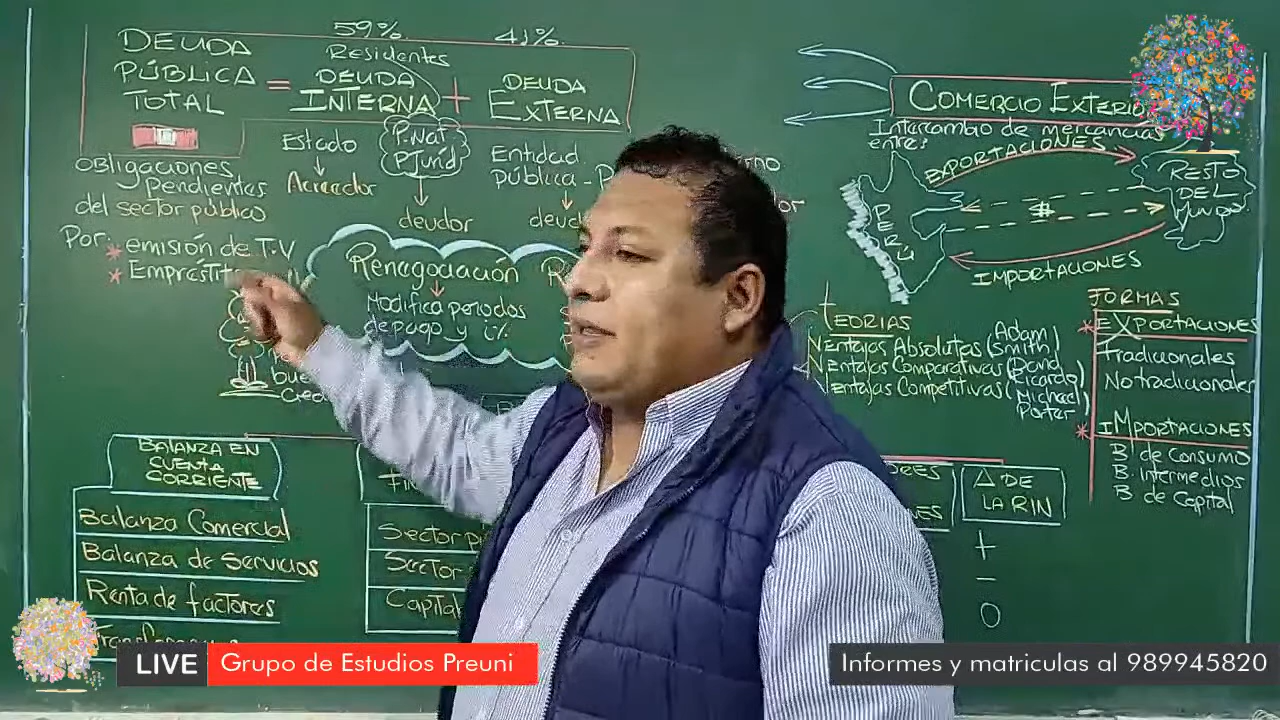 DEUDA
PÚBLICA
TOTAL
=
59%
Residentes
DEUDA
INTERNA
+
41%
DEUDA
EXTERNA
Obligaciones
pendientes
del sector público
Por:
* emisión de T.V
* Empréstito
Estado
Acreedor
P. Nat
P Juríd
deudor
Entidad
pública - P
deud
Renegociación
Modifica periodos
de pago y i%
BALANZA EN
CUENTA
CORRIENTE
Balanza Comercial
Balanza de Servicios
Renta de factores
Sector p
Sector
Capital
COMERCIO EXTERIO
Intercambio de mercancías
entre:
EXPORTACIONES
PERÚ
$
RESTO
DEL
MUNDO
IMPORTACIONES
TEORIAS
Ventajas Absolutas (Adam Smith)
Ventajas Comparativas (David Ricardo)
Ventajas Competitivas (Michael Porter)
FORMAS
* EXPORTACIONES
Tradicionales
No tradicionales
* IMPORTACIONES
B de Consumo
B. Intermedios
B de Capital
Δ DE
LA RIN
+
−
0
LIVE Grupo de Estudios Preuni
Informes y matriculas al 989945820